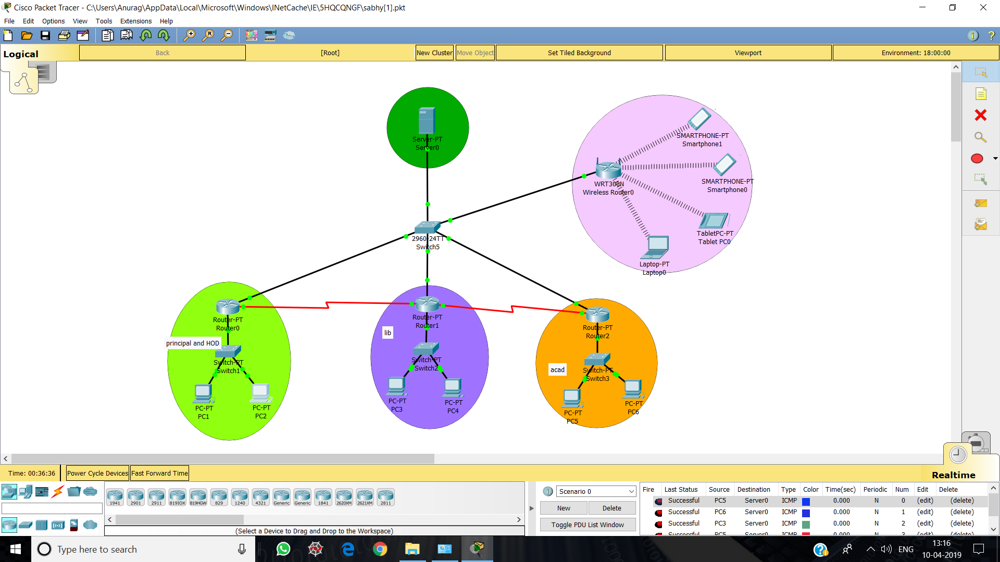 Cisco Packet Tracer - C:\Users\Anurag\AppData\Local\Microsoft\Windows\INetCache\IE\5HQCQNGF\sabhy[1].pkt
File Edit Options View Tools Extensions Help
Logical Back [Root] New Cluster Move Object Set Tiled Background Viewport Environment: 18:00:00
Server-PT
Server0
SMARTPHONE-PT
Smartphone1
SMARTPHONE-PT
Smartphone0
WRT300N
Wireless Router0
TabletPC-PT
Tablet PC0
Laptop-PT
Laptop0
2960-24TT
Switch5
Router-PT
Router0
principal and HOD
Switch-PT
Switch1
PC-PT
PC1
PC-PT
PC2
Router-PT
Router1
lib
Switch-PT
Switch2
PC-PT
PC3
PC-PT
PC4
Router-PT
Router2
acad
Switch-PT
Switch3
PC-PT
PC5
PC-PT
PC6
Time: 00:36:36 Power Cycle Devices Fast Forward Time
Realtime
1941 2901 2911 819IOX 819HGW 829 1240 4321 Generic Generic 1841 2620XM 2621XM 2811
(Select a Device to Drag and Drop to the Workspace)
Scenario 0
New Delete
Toggle PDU List Window
Fire Last Status Source Destination Type Color Time(sec) Periodic Num Edit Delete
Successful PC5 Server0 ICMP 0.000 N 0 (edit) (delete)
Successful PC6 Server0 ICMP 0.000 N 1 (edit) (delete)
Successful PC3 Server0 ICMP 0.000 N 2 (edit) (delete)
Successful PC5 Server0 ICMP 0.000 N 3 (edit) (delete)
Type here to search
ENG
13:16
10-04-2019